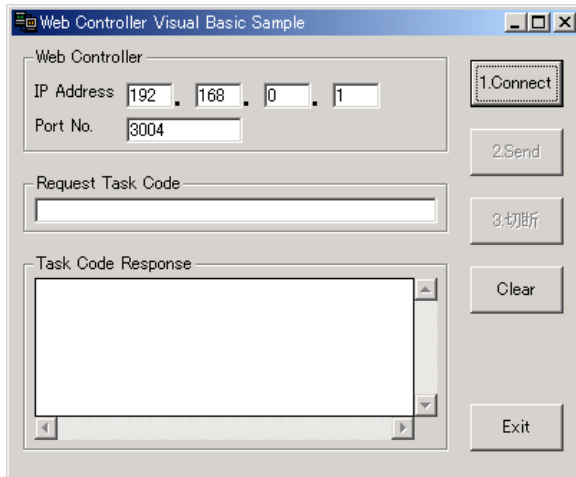 Web Controller Visual Basic Sample
Web Controller
IP Address 192 . 168 . 0 . 1
Port No. 3004
Request Task Code
Task Code Response
1.Connect
2.Send
3.切断
Clear
Exit